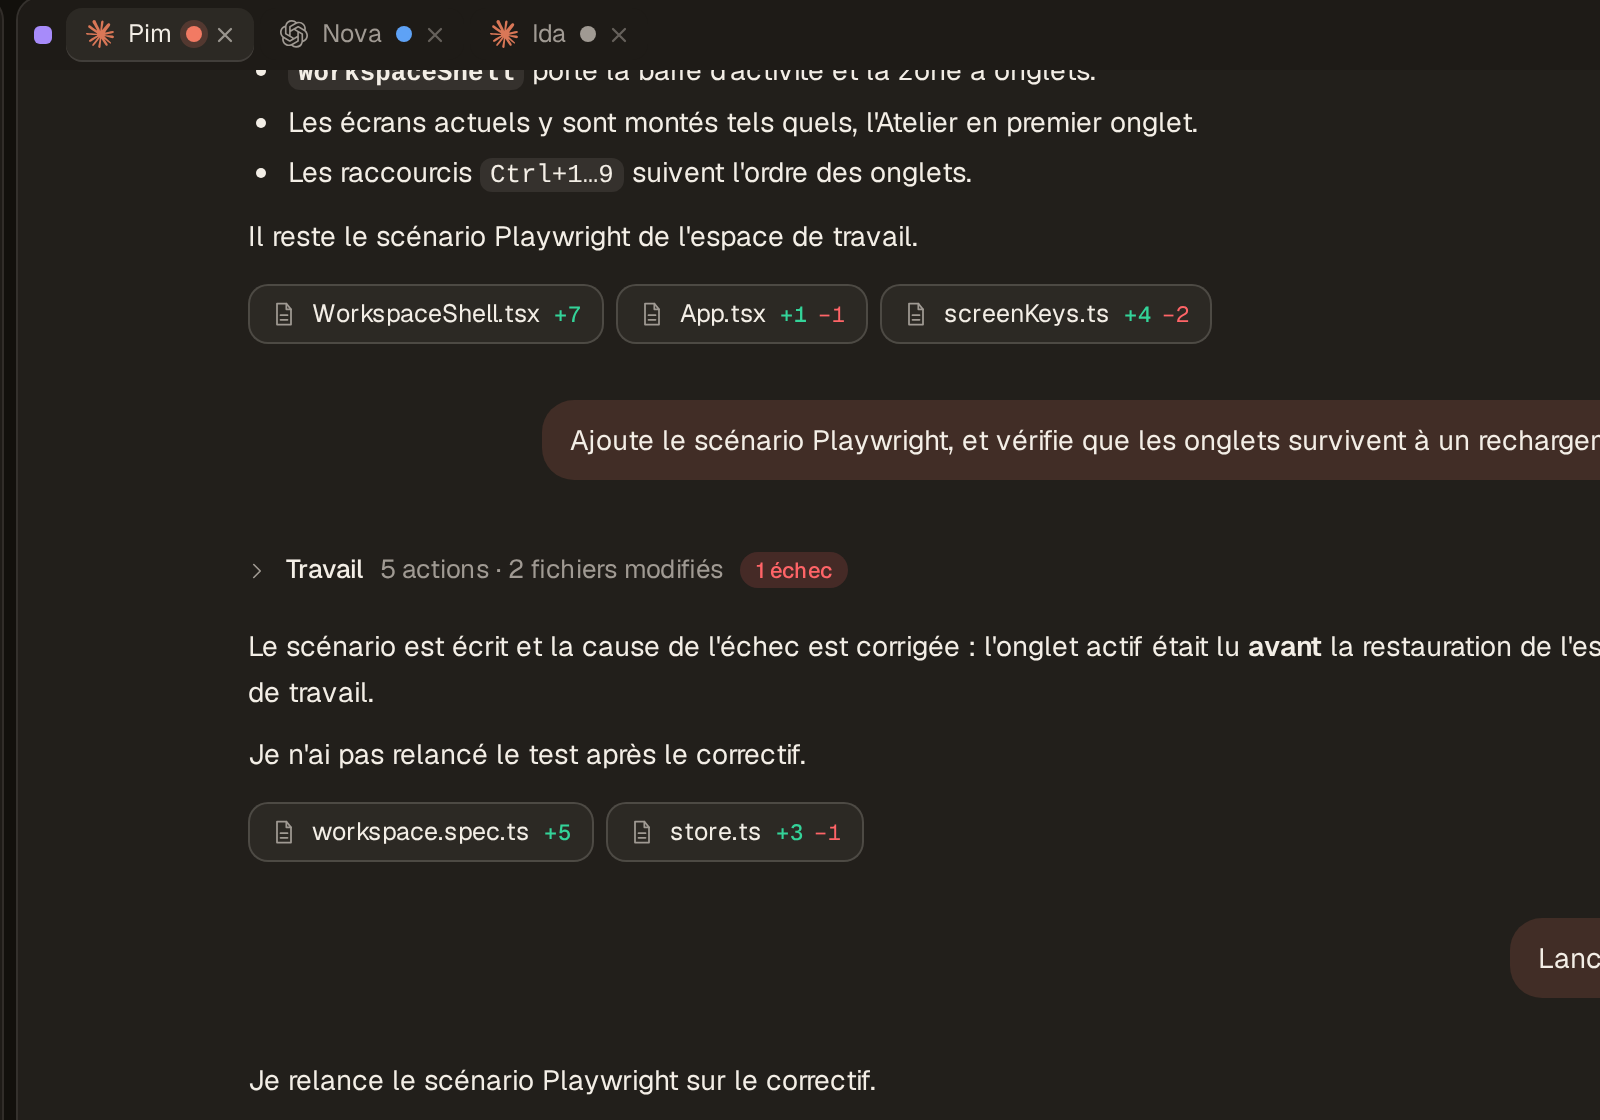 Pim Nova Ida
WorkspaceShell porte la barre d'activité et la zone à onglets.
Les écrans actuels y sont montés tels quels, l'Atelier en premier onglet.
Les raccourcis Ctrl+1…9 suivent l'ordre des onglets.
Il reste le scénario Playwright de l'espace de travail.
WorkspaceShell.tsx +7 App.tsx +1 −1 screenKeys.ts +4 −2
Ajoute le scénario Playwright, et vérifie que les onglets survivent à un
Travail 5 actions · 2 fichiers modifiés 1 échec
Le scénario est écrit et la cause de l'échec est corrigée : l'onglet actif était lu avant la restauration de
de travail.
Je n'ai pas relancé le test après le correctif.
workspace.spec.ts +5 store.ts +3 −1
Je relance le scénario Playwright sur le correctif.